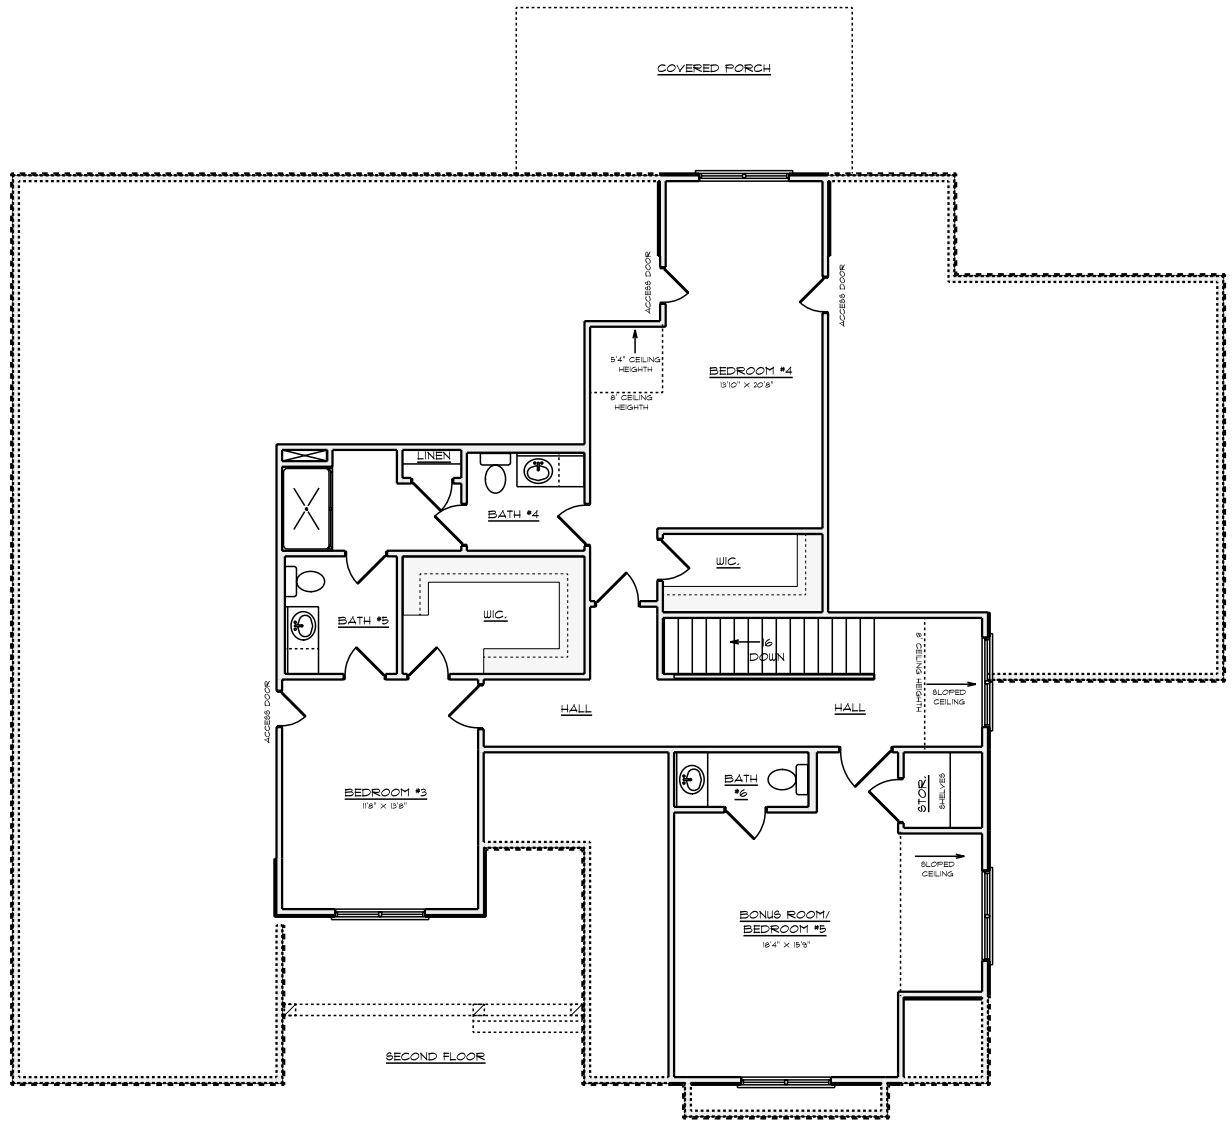 COVERED PORCH
ACCESS DOOR
ACCESS DOOR
5'4" CEILING
HEIGHTH
8' CEILING
HEIGHTH
BEDROOM #4
13'10" X 20'8"
LINEN
BATH #4
WIC.
WIC.
BATH #5
16
DOWN
8' CEILING HEIGHTH
SLOPED
CEILING
ACCESS DOOR
HALL
HALL
BATH
#6
STOR.
SHELVES
BEDROOM #3
11'8" X 13'8"
SLOPED
CEILING
BONUS ROOM/
BEDROOM #5
18'4" X 15'9"
SECOND FLOOR